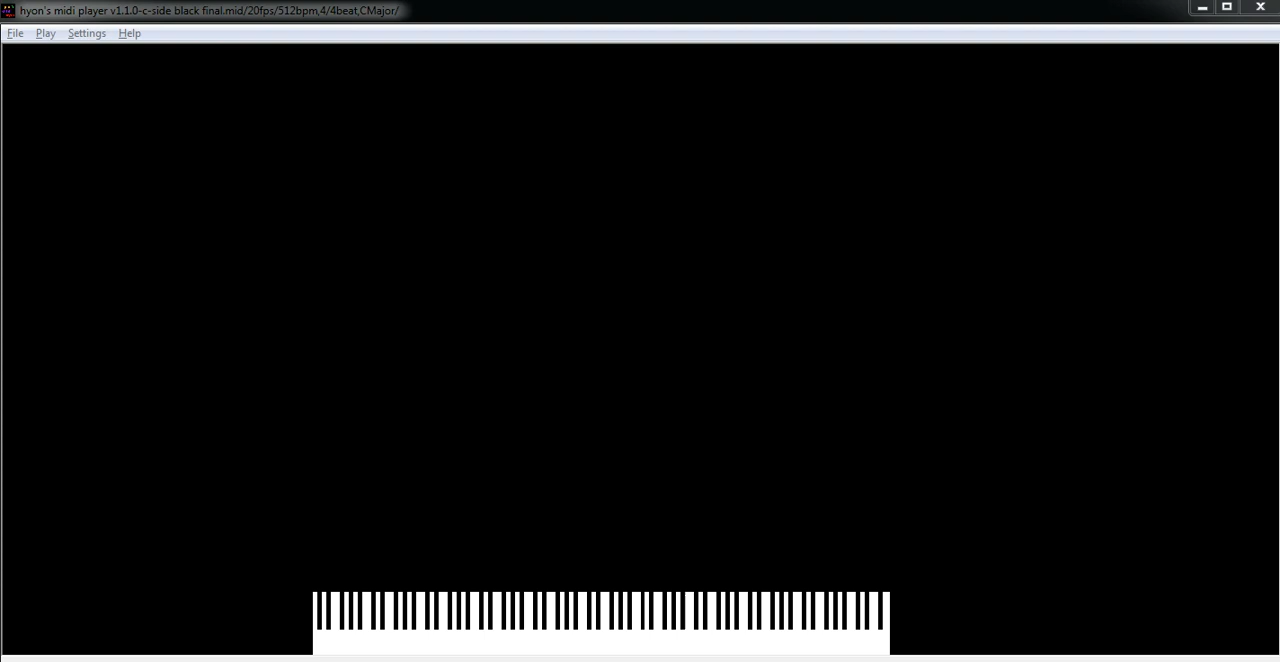 hyon's midi player v1.1.0-c-side black final.mid/20fps/512bpm,4/4beat,CMajor/
File Play Settings Help